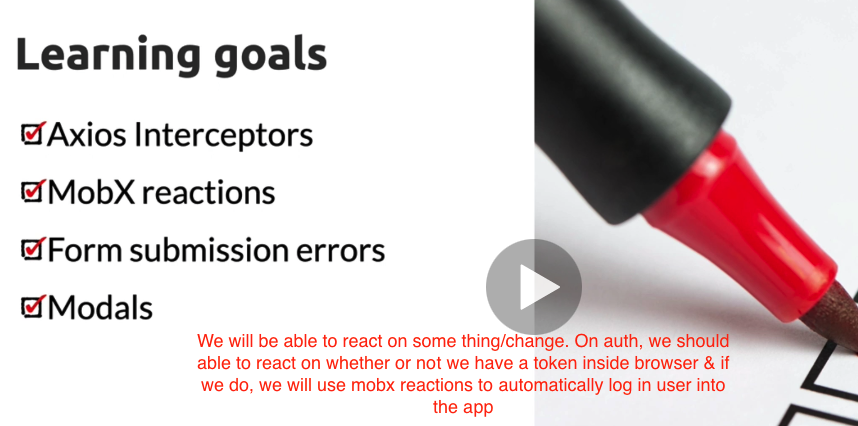 Learning goals
Axios Interceptors
MobX reactions
Form submission errors
Modals
We will be able to react on some thing/change. On auth, we should
able to react on whether or not we have a token inside browser & if
we do, we will use mobx reactions to automatically log in user into
the app